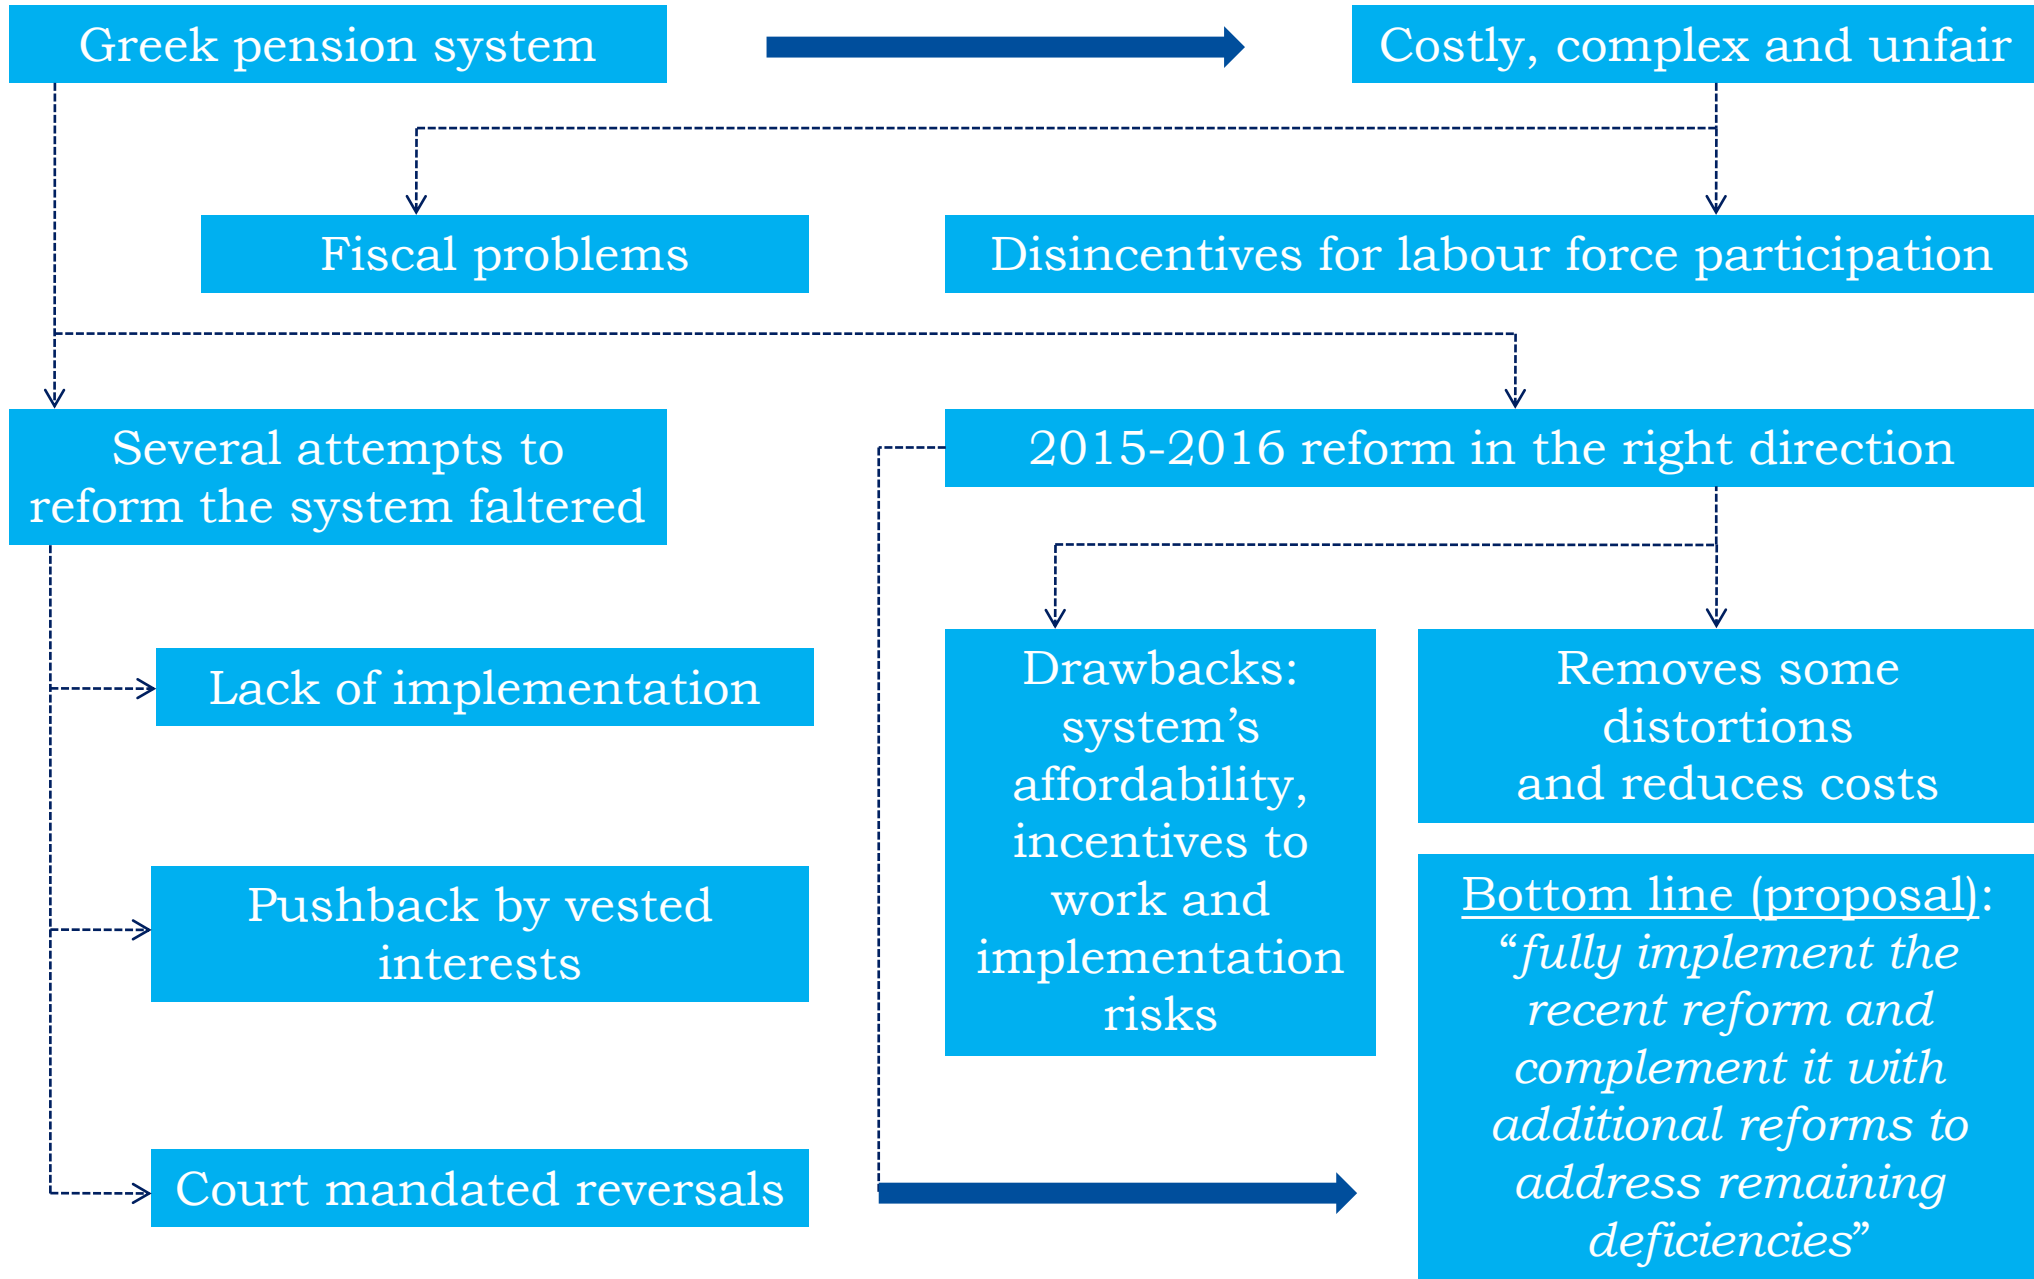 Greek pension system
Costly, complex and unfair
Fiscal problems
Disincentives for labour force participation
Several attempts to
reform the system faltered
2015-2016 reform in the right direction
Lack of implementation
Pushback by vested
interests
Court mandated reversals
Drawbacks:
system’s
affordability,
incentives to
work and
implementation
risks
Removes some
distortions
and reduces costs
Bottom line (proposal):
“fully implement the
recent reform and
complement it with
additional reforms to
address remaining
deficiencies”